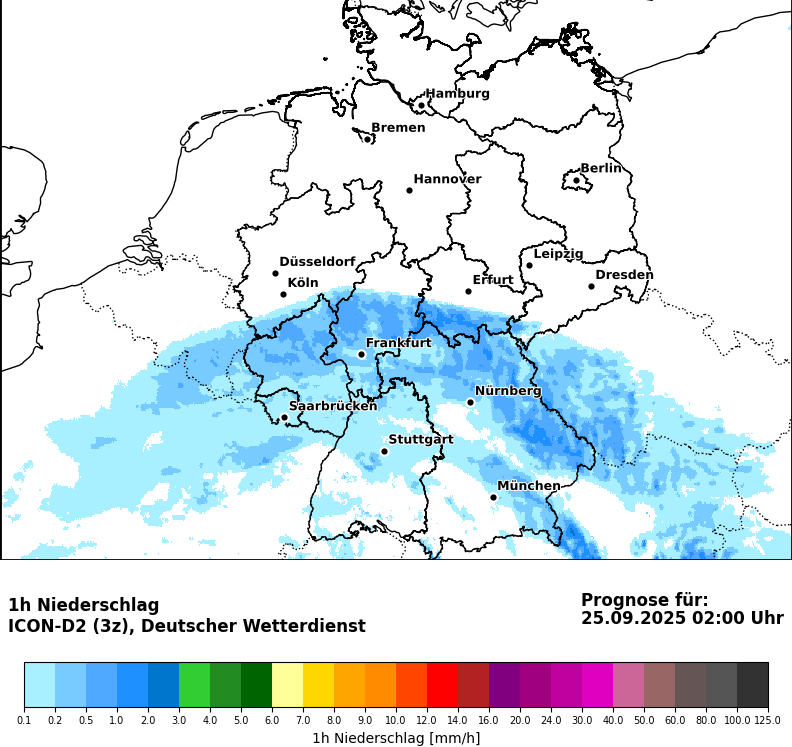 Hamburg
Bremen
Berlin
Hannover
Leipzig
Düsseldorf
Dresden
Köln
Erfurt
Frankfurt
Nürnberg
Saarbrücken
Stuttgart
München
1h Niederschlag
ICON-D2 (3z), Deutscher Wetterdienst
Prognose für:
25.09.2025 02:00 Uhr
0.1 0.2 0.5 1.0 2.0 3.0 4.0 5.0 6.0 7.0 8.0 9.0 10.0 12.0 14.0 16.0 20.0 24.0 30.0 40.0 50.0 60.0 80.0 100.0 125.0
1h Niederschlag [mm/h]